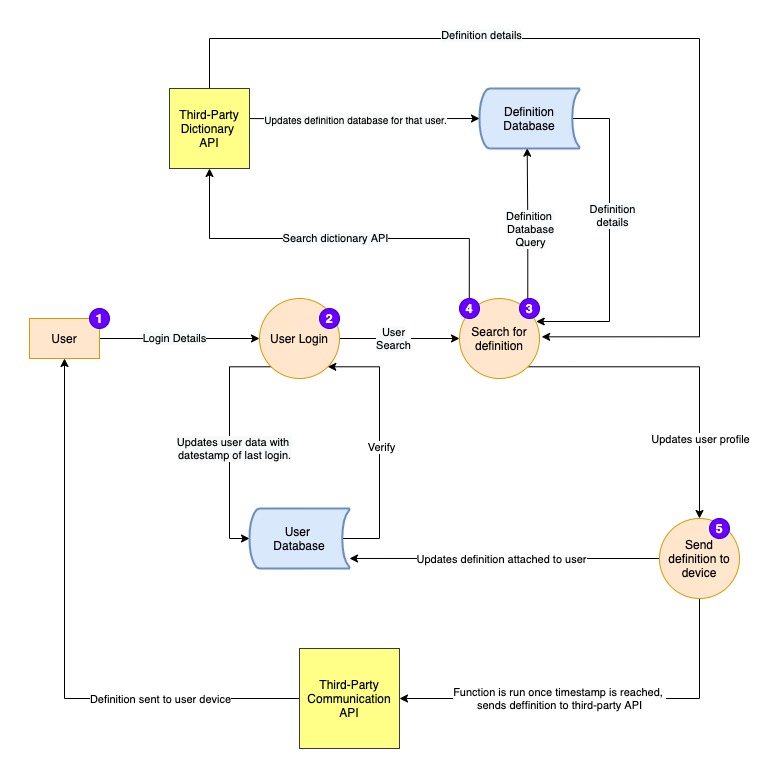 Definition details
Third-Party
Dictionary
API
Updates definition database for that user.
Definition
Database
Definition
Database
Query
Definition
details
Search dictionary API
1
2
4
3
User
Login Details
User Login
User
Search
Search for
definition
Updates user data with
datestamp of last login.
Verify
Updates user profile
User
Database
5
Send
definition to
device
Updates definition attached to user
Third-Party
Communication
API
Definition sent to user device
Function is run once timestamp is reached,
sends deffinition to third-party API